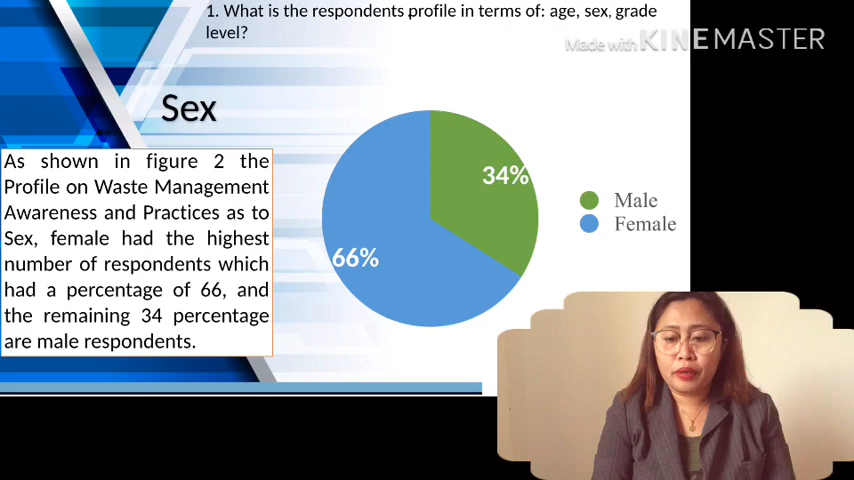 1. What is the respondents profile in terms of: age, sex, grade
level?
Made with KINEMASTER
Sex
As shown in figure 2 the
Profile on Waste Management
Awareness and Practices as to
Sex, female had the highest
number of respondents which
had a percentage of 66, and
the remaining 34 percentage
are male respondents.
34%
66%
Male
Female